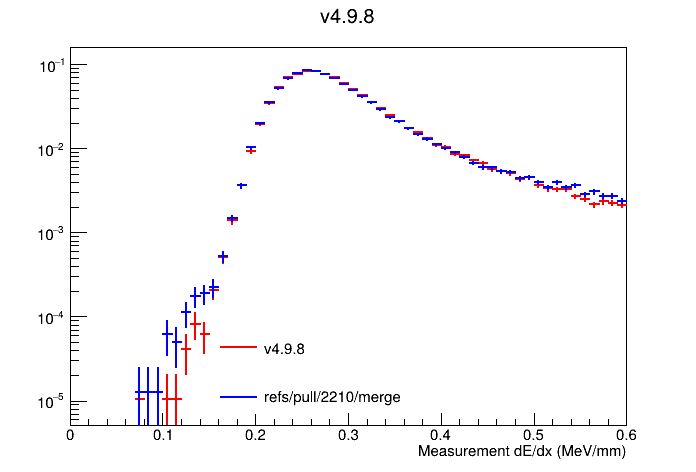 v4.9.8
10⁻¹
10⁻²
10⁻³
10⁻⁴
10⁻⁵
v4.9.8
refs/pull/2210/merge
0 0.1 0.2 0.3 0.4 0.5 0.6
Measurement dE/dx (MeV/mm)